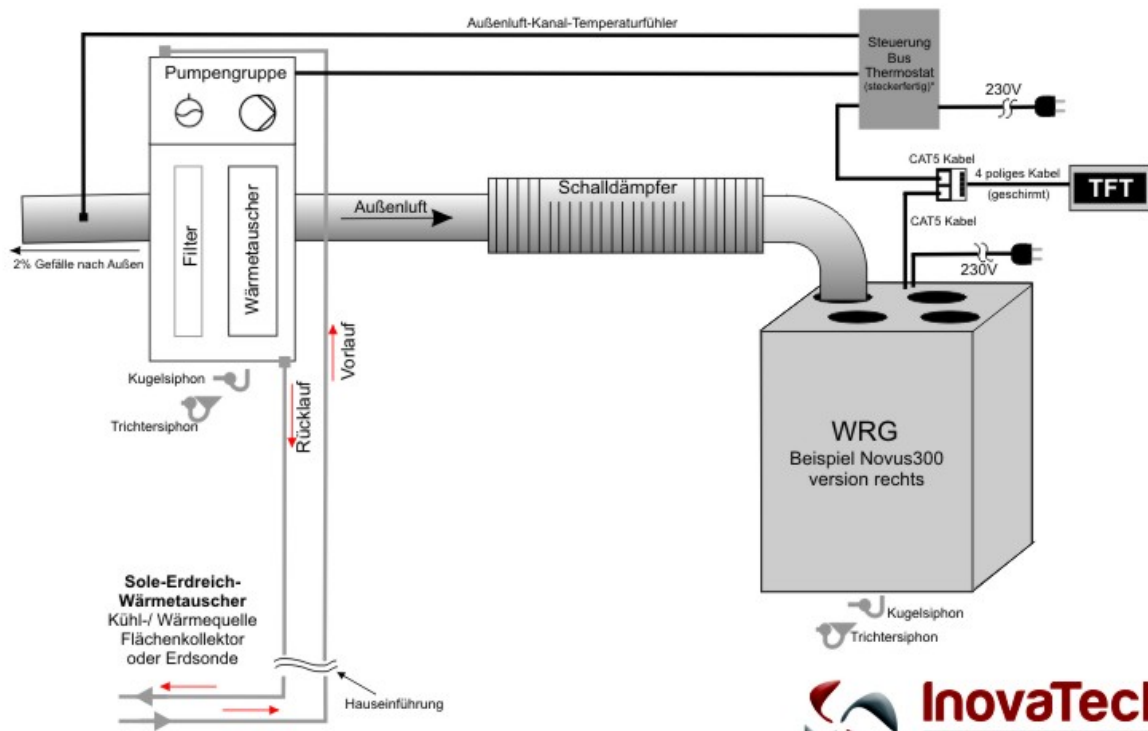 Außenluft-Kanal-Temperaturfühler
Steuerung
Bus
Thermostat
(steckerfertig)*
Pumpengruppe
230V
CAT5 Kabel
4 poliges Kabel
(geschirmt)
TFT
CAT5 Kabel
Schalldämpfer
Außenluft
Filter
Wärmetauscher
2% Gefälle nach Außen
230V
Vorlauf
Rücklauf
Kugelsiphon
Trichtersiphon
WRG
Beispiel Novus300
version rechts
Sole-Erdreich-
Wärmetauscher
Kühl-/ Wärmequelle
Flächenkollektor
oder Erdsonde
Kugelsiphon
Trichtersiphon
Hauseinführung
InovaTech